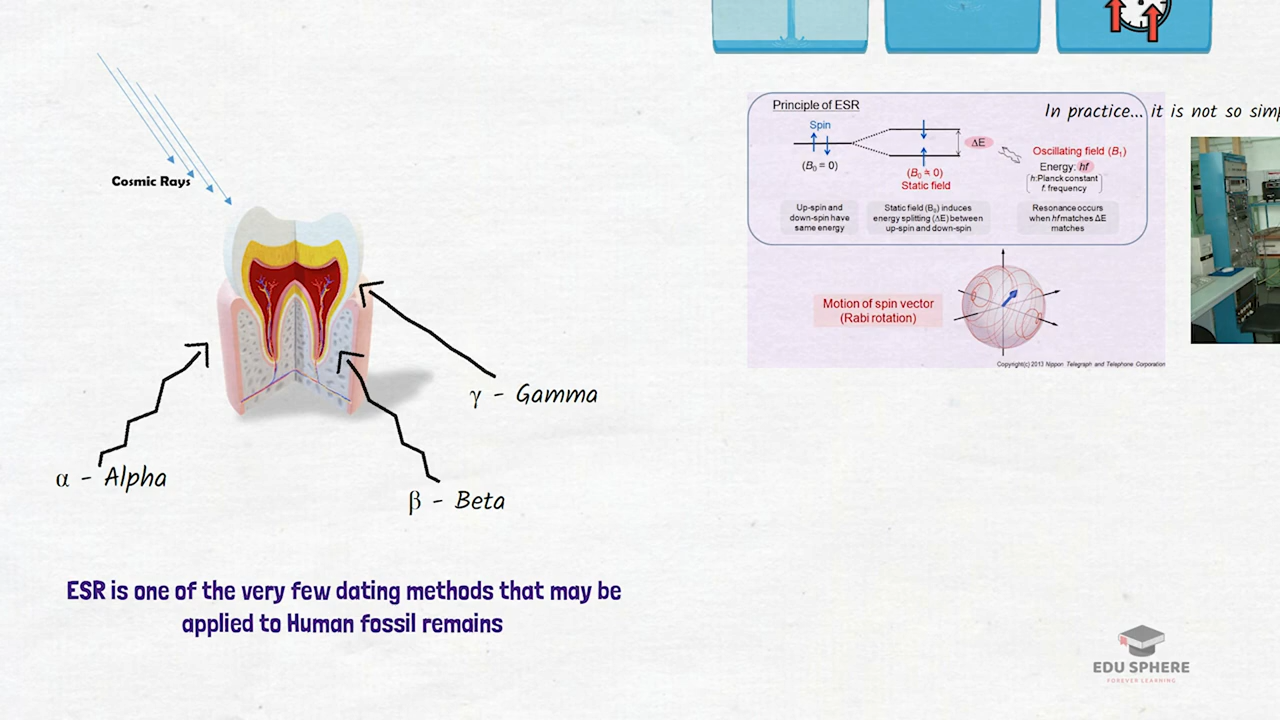 Cosmic Rays
α - Alpha
β - Beta
γ - Gamma
ESR is one of the very few dating methods that may be
applied to Human fossil remains
Principle of ESR
Spin
(B₀ = 0)
(B₀ ≠ 0)
Static field
ΔE
Oscillating field (B₁)
Energy: hf
h:Planck constant
f: frequency
Up-spin and
down-spin have
same energy
Static field (B₀) induces
energy splitting (ΔE) between
up-spin and down-spin
Resonance occurs
when hf matches ΔE
matches
Motion of spin vector
(Rabi rotation)
Copyright(c) 2013 Nippon Telegraph and Telephone Corporation
In practice... it is not so simp
EDU SPHERE
FOREVER LEARNING